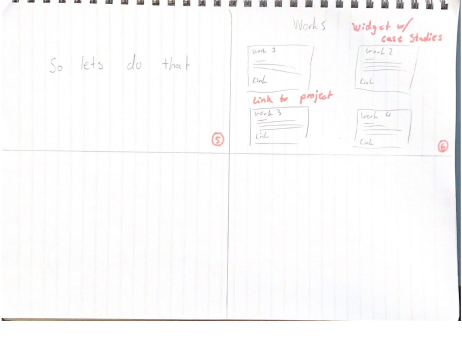 So lets do that
5
Works
widget w/
case studies
work 1
Link
work 2
Link
Link to project
work 3
Link
work 4
Link
6